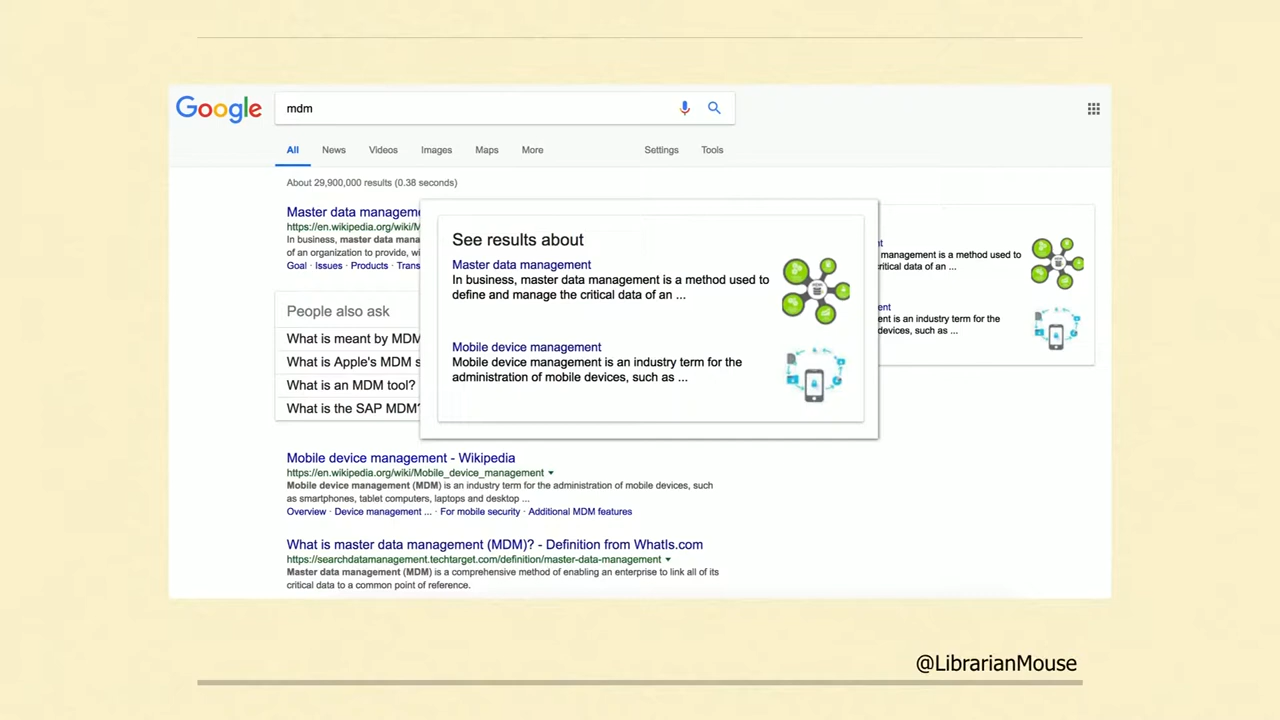 Google
mdm
All News Videos Images Maps More Settings Tools
About 29,900,000 results (0.38 seconds)
Master data manageme
https://en.wikipedia.org/wiki/M
In business, master data mana
of an organization to provide, wi
Goal · Issues · Products · Trans
People also ask
What is meant by MDM
What is Apple's MDM s
What is an MDM tool?
What is the SAP MDM?
See results about
Master data management
In business, master data management is a method used to
define and manage the critical data of an ...
Mobile device management
Mobile device management is an industry term for the
administration of mobile devices, such as ...
nt
master data management is a method used to
critical data of an ...
ent
ent is an industry term for the
devices, such as ...
Mobile device management - Wikipedia
https://en.wikipedia.org/wiki/Mobile_device_management
Mobile device management (MDM) is an industry term for the administration of mobile devices, such
as smartphones, tablet computers, laptops and desktop ...
Overview · Device management ... · For mobile security · Additional MDM features
What is master data management (MDM)? - Definition from WhatIs.com
https://searchdatamanagement.techtarget.com/definition/master-data-management
Master data management (MDM) is a comprehensive method of enabling an enterprise to link all of its
critical data to a common point of reference.
@LibrarianMouse